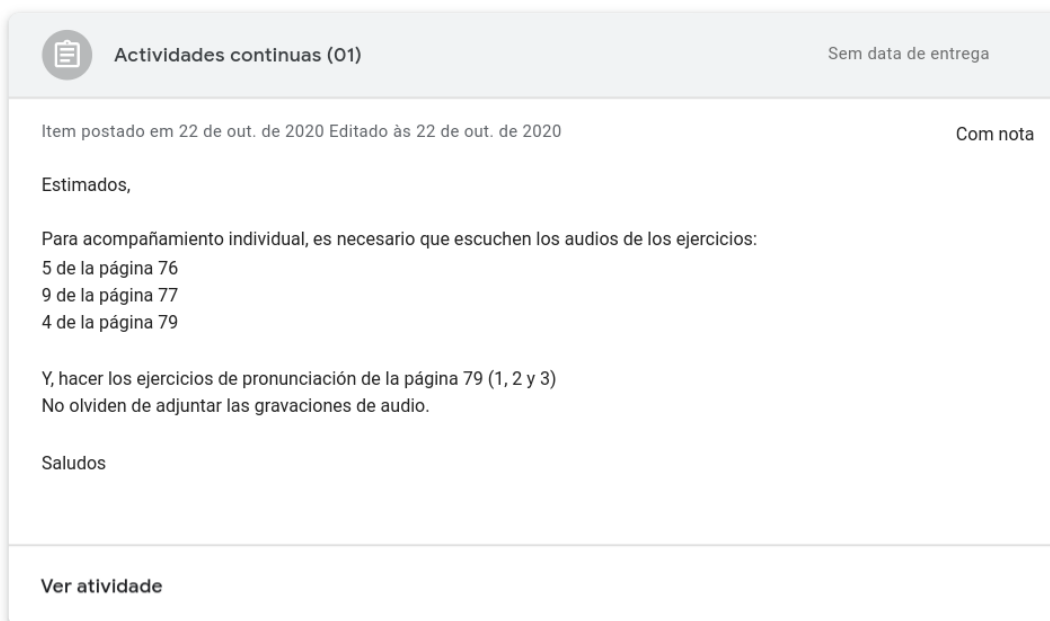 Actividades continuas (01)
Sem data de entrega
Item postado em 22 de out. de 2020 Editado às 22 de out. de 2020
Com nota
Estimados,
Para acompañamiento individual, es necesario que escuchen los audios de los ejercicios:
5 de la página 76
9 de la página 77
4 de la página 79
Y, hacer los ejercicios de pronunciación de la página 79 (1, 2 y 3)
No olviden de adjuntar las gravaciones de audio.
Saludos
Ver atividade